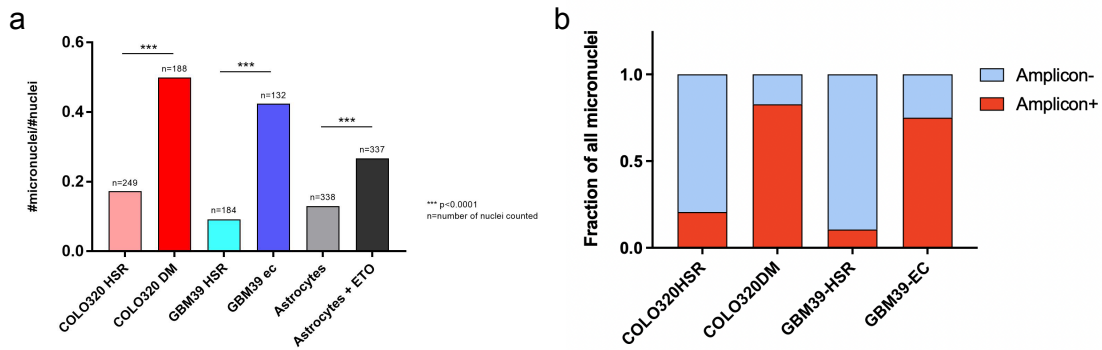 a
#micronuclei/#nuclei
0.6
0.4
0.2
0.0
***
***
***
n=249
n=188
n=184
n=132
n=338
n=337
COLO320 HSR
COLO320 DM
GBM39 HSR
GBM39 ec
Astrocytes
Astrocytes + ETO
*** p<0.0001
n=number of nuclei counted
b
Fraction of all micronuclei
1.0
0.5
0.0
COLO320HSR
COLO320DM
GBM39-HSR
GBM39-EC
Amplicon-
Amplicon+